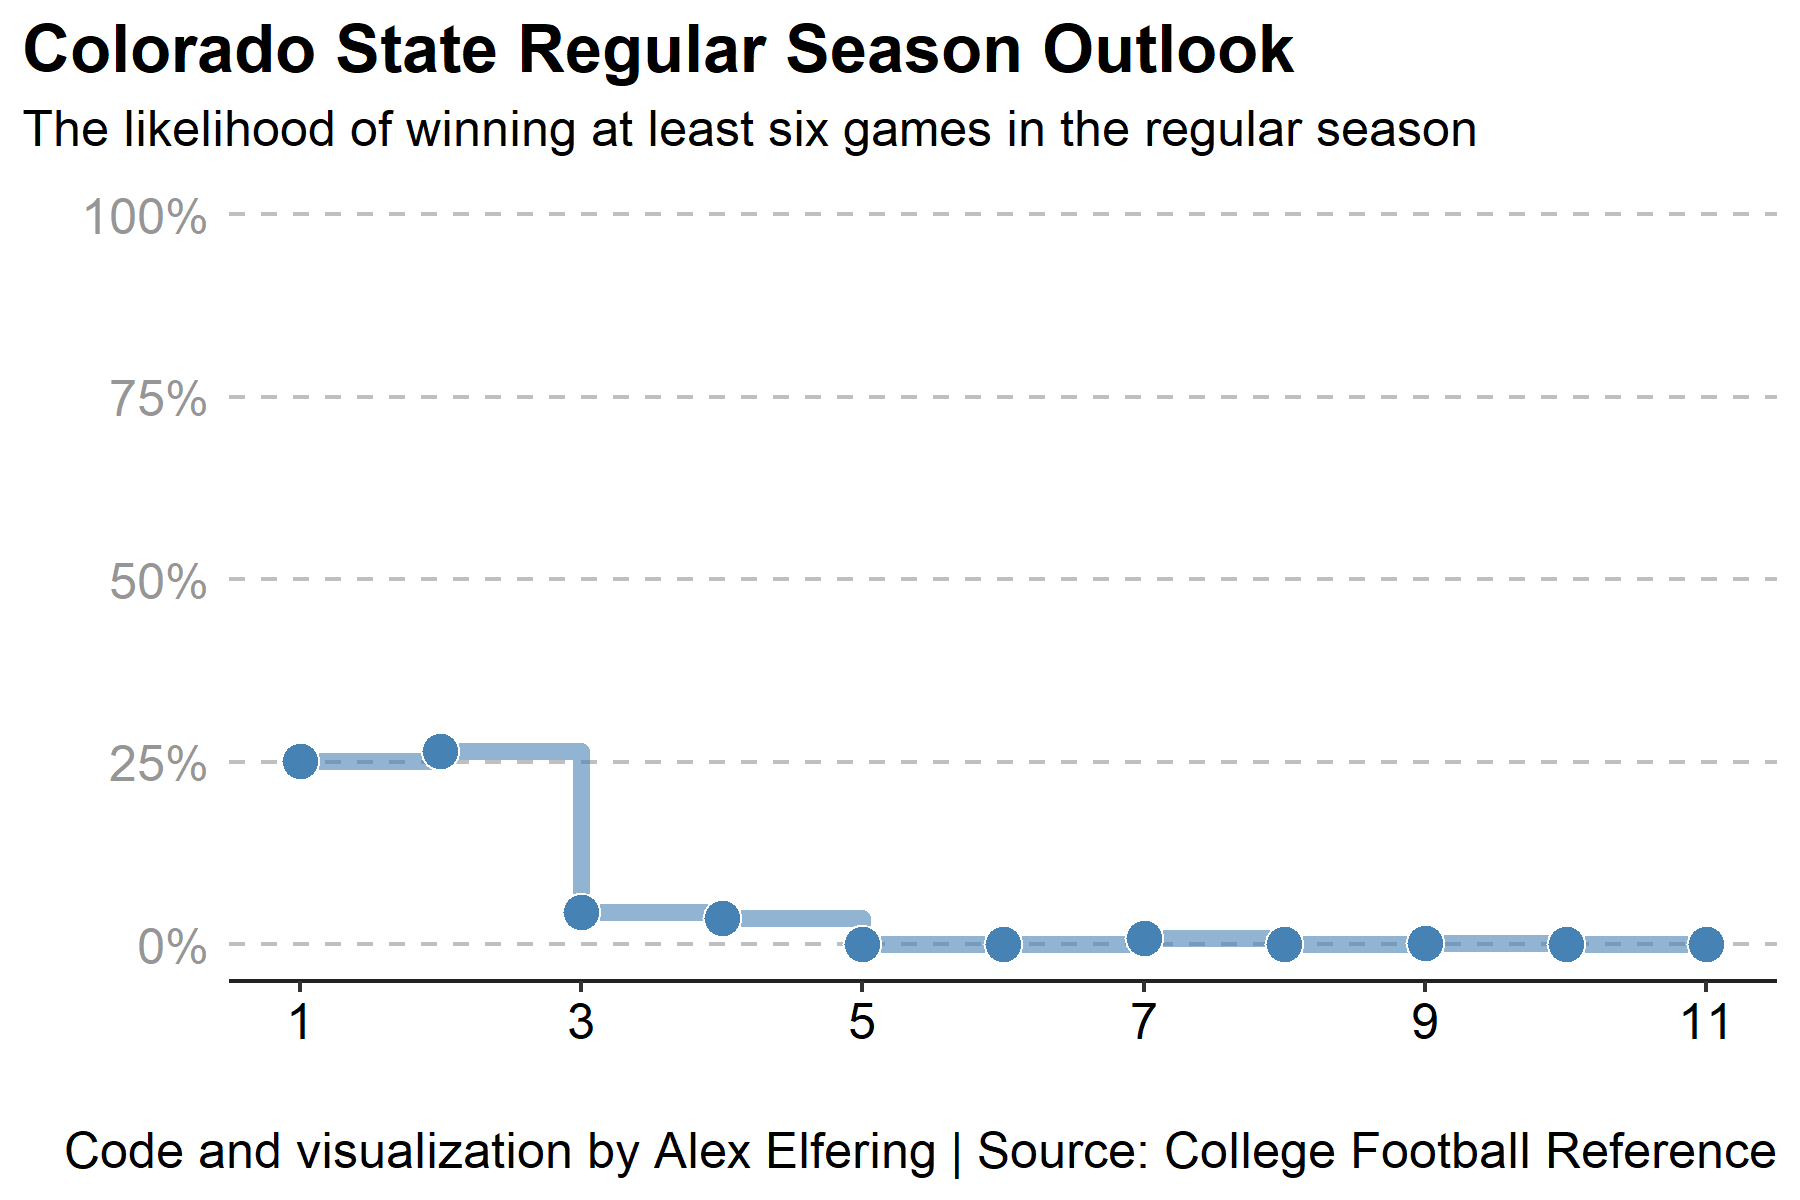 Colorado State Regular Season Outlook
The likelihood of winning at least six games in the regular season
100%
75%
50%
25%
0%
1 3 5 7 9 11
Code and visualization by Alex Elfering | Source: College Football Reference